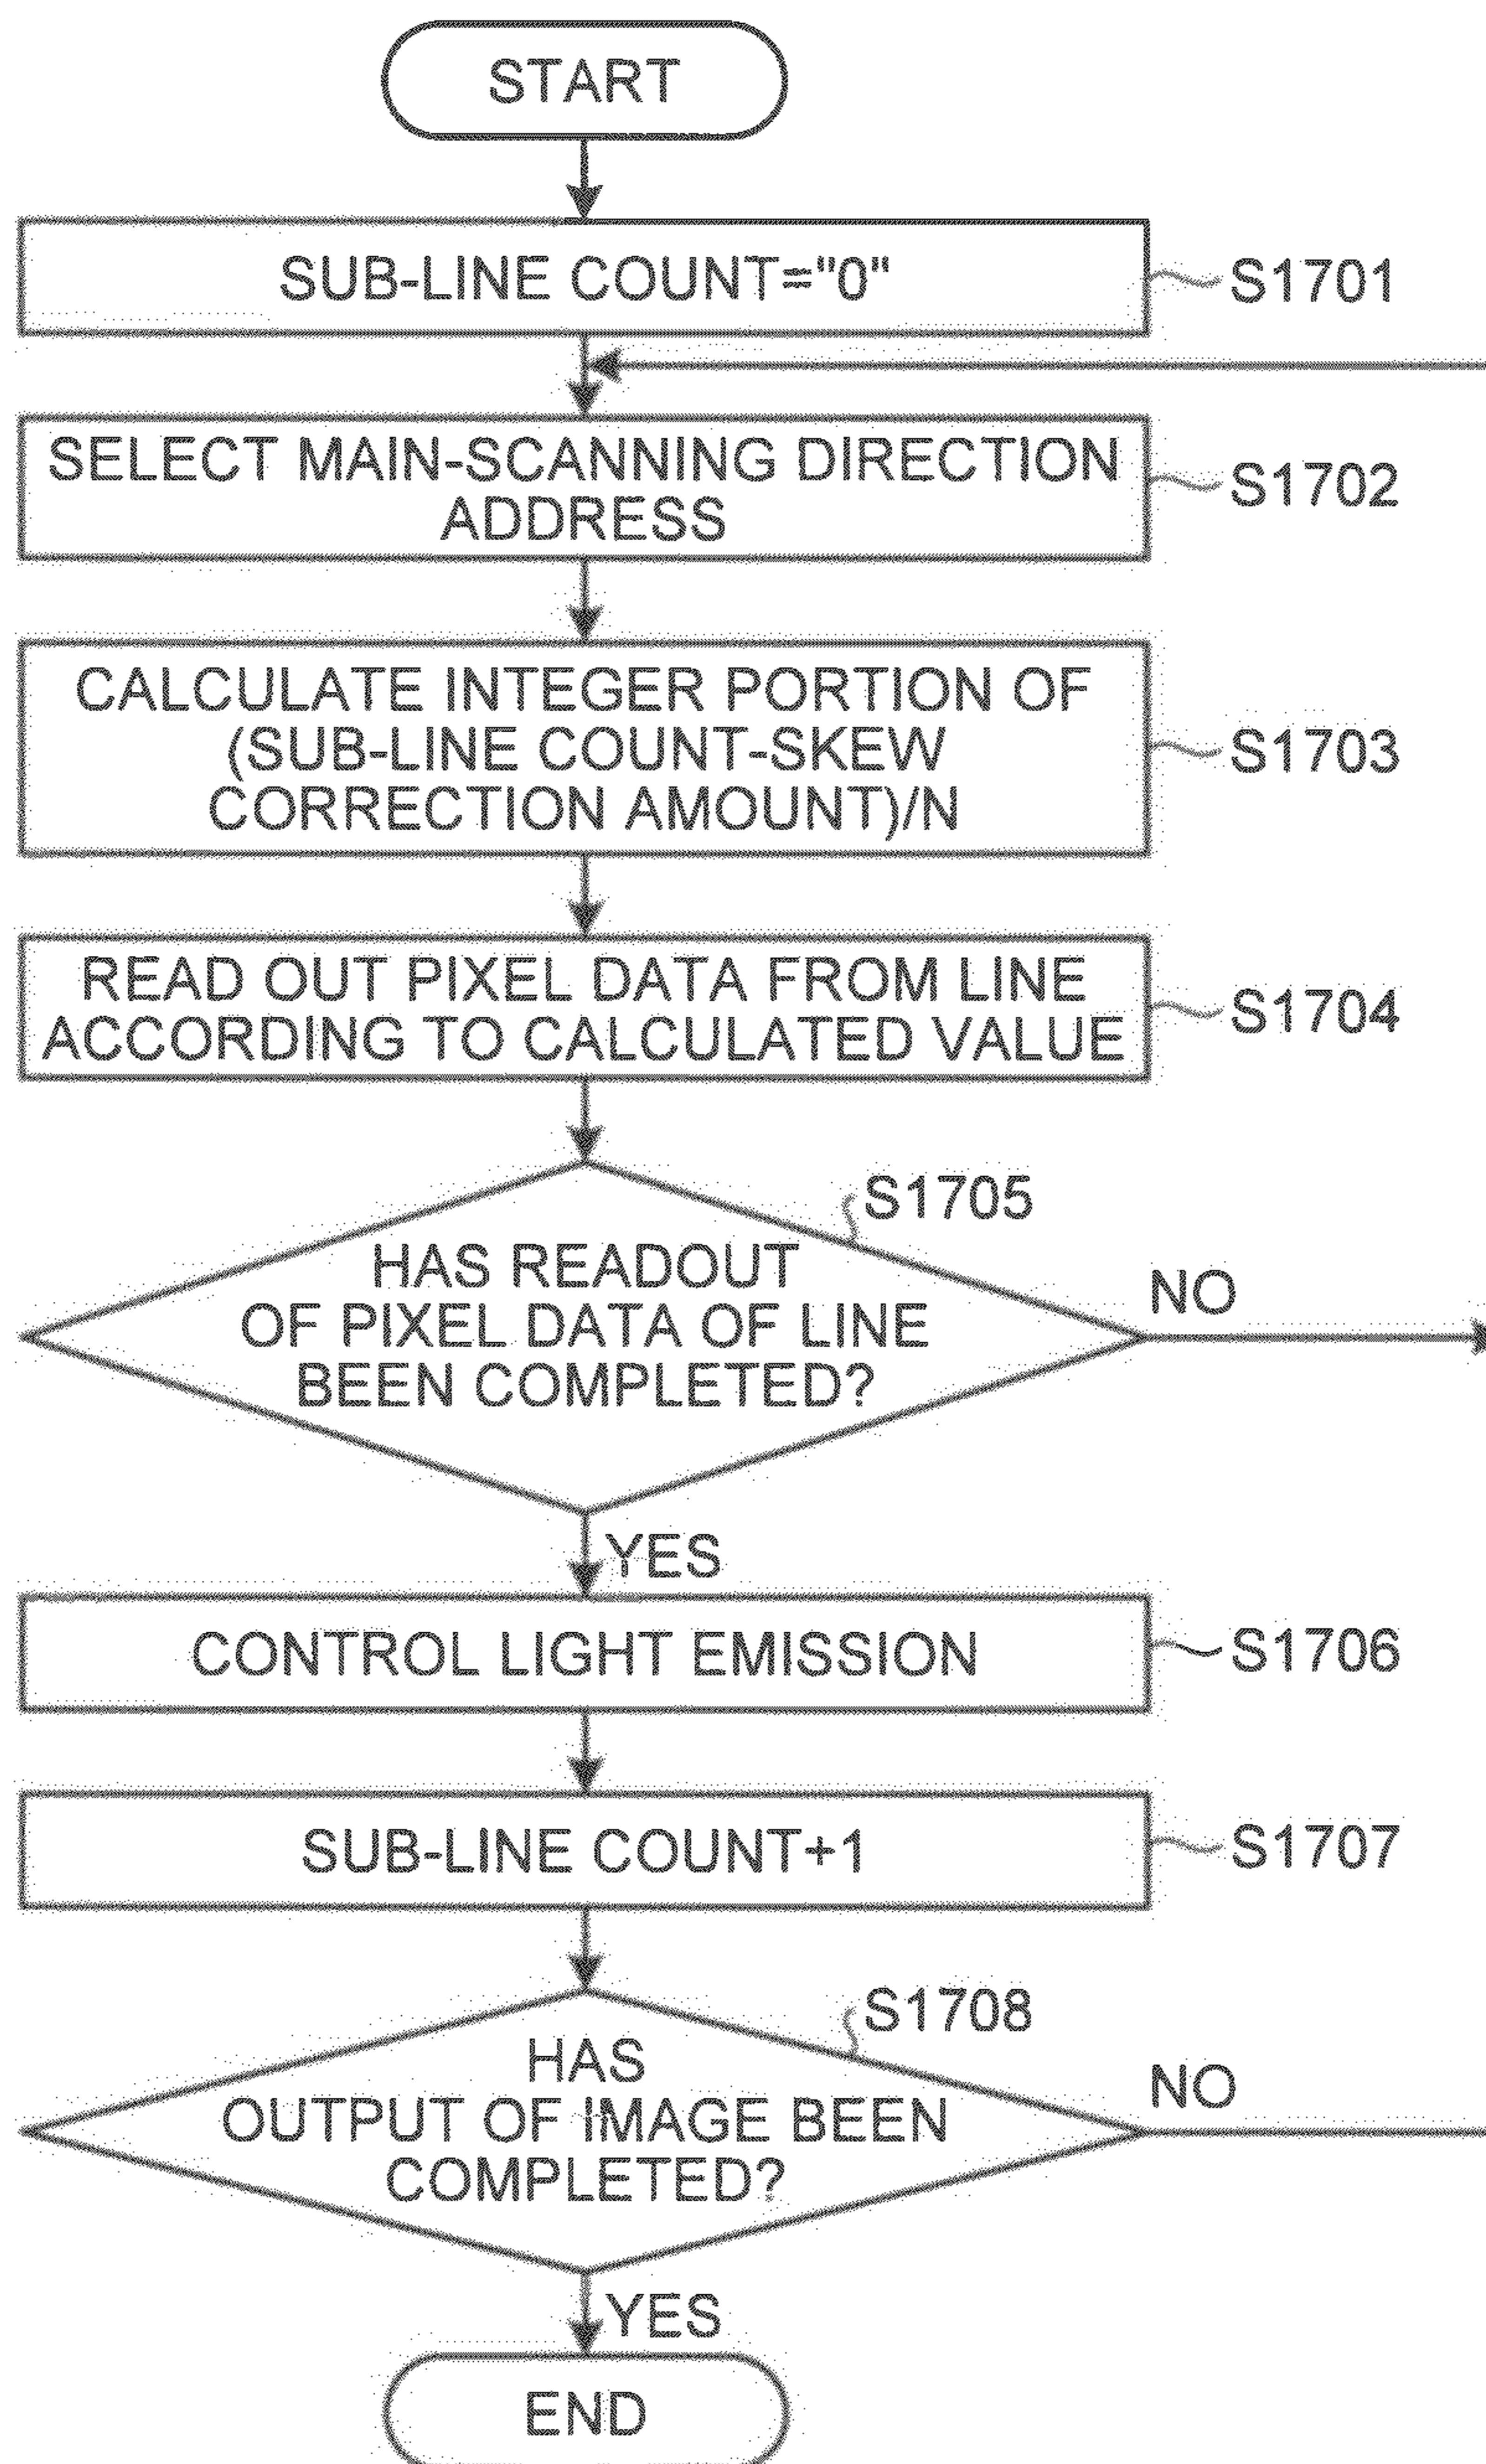 START
SUB-LINE COUNT="0"
S1701
SELECT MAIN-SCANNING DIRECTION
ADDRESS
S1702
CALCULATE INTEGER PORTION OF
(SUB-LINE COUNT-SKEW
CORRECTION AMOUNT)/N
S1703
READ OUT PIXEL DATA FROM LINE
ACCORDING TO CALCULATED VALUE
S1704
S1705
HAS READOUT
OF PIXEL DATA OF LINE
BEEN COMPLETED?
NO
YES
CONTROL LIGHT EMISSION
S1706
SUB-LINE COUNT+1
S1707
S1708
HAS
OUTPUT OF IMAGE BEEN
COMPLETED?
NO
YES
END